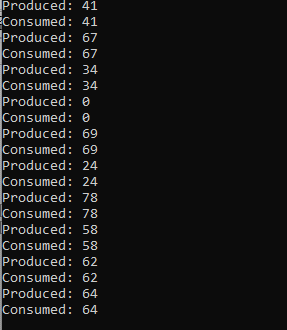 Produced: 41
Consumed: 41
Produced: 67
Consumed: 67
Produced: 34
Consumed: 34
Produced: 0
Consumed: 0
Produced: 69
Consumed: 69
Produced: 24
Consumed: 24
Produced: 78
Consumed: 78
Produced: 58
Consumed: 58
Produced: 62
Consumed: 62
Produced: 64
Consumed: 64